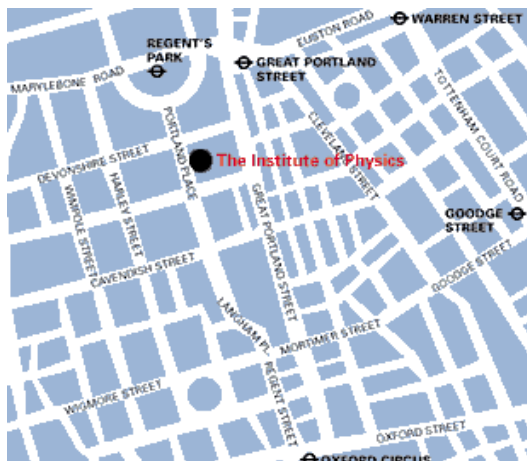 WARREN STREET
EUSTON ROAD
REGENT'S
PARK
GREAT PORTLAND
STREET
MARYLEBONE ROAD
TOTTENHAM COURT ROAD
PORTLAND PLACE
CLEVELAND STREET
DEVONSHIRE STREET
The Institute of Physics
WIMPOLE STREET
HARLEY STREET
GREAT PORTLAND STREET
GOODGE
STREET
CAVENDISH STREET
GOODGE STREET
LANGHAM PL.
MORTIMER STREET
REGENT STREET
WIGMORE STREET
OXFORD STREET
OXFORD CIRCUS